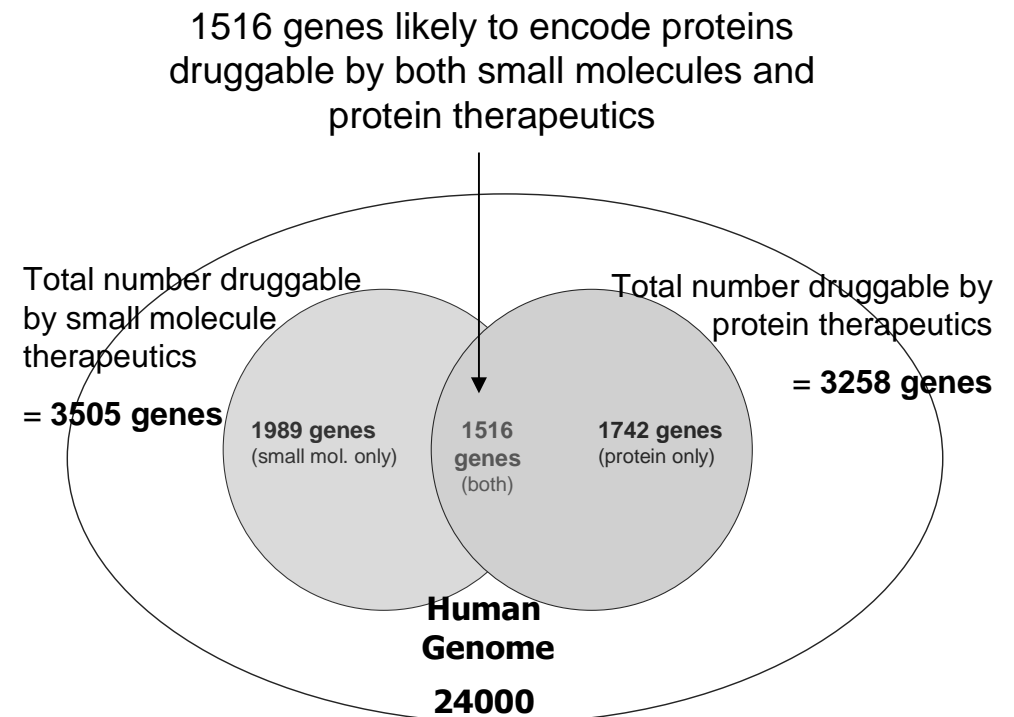 1516 genes likely to encode proteins
druggable by both small molecules and
protein therapeutics
Total number druggable
by small molecule
therapeutics
= 3505 genes
Total number druggable by
protein therapeutics
= 3258 genes
1989 genes
(small mol. only)
1516
genes
(both)
1742 genes
(protein only)
Human
Genome
24000